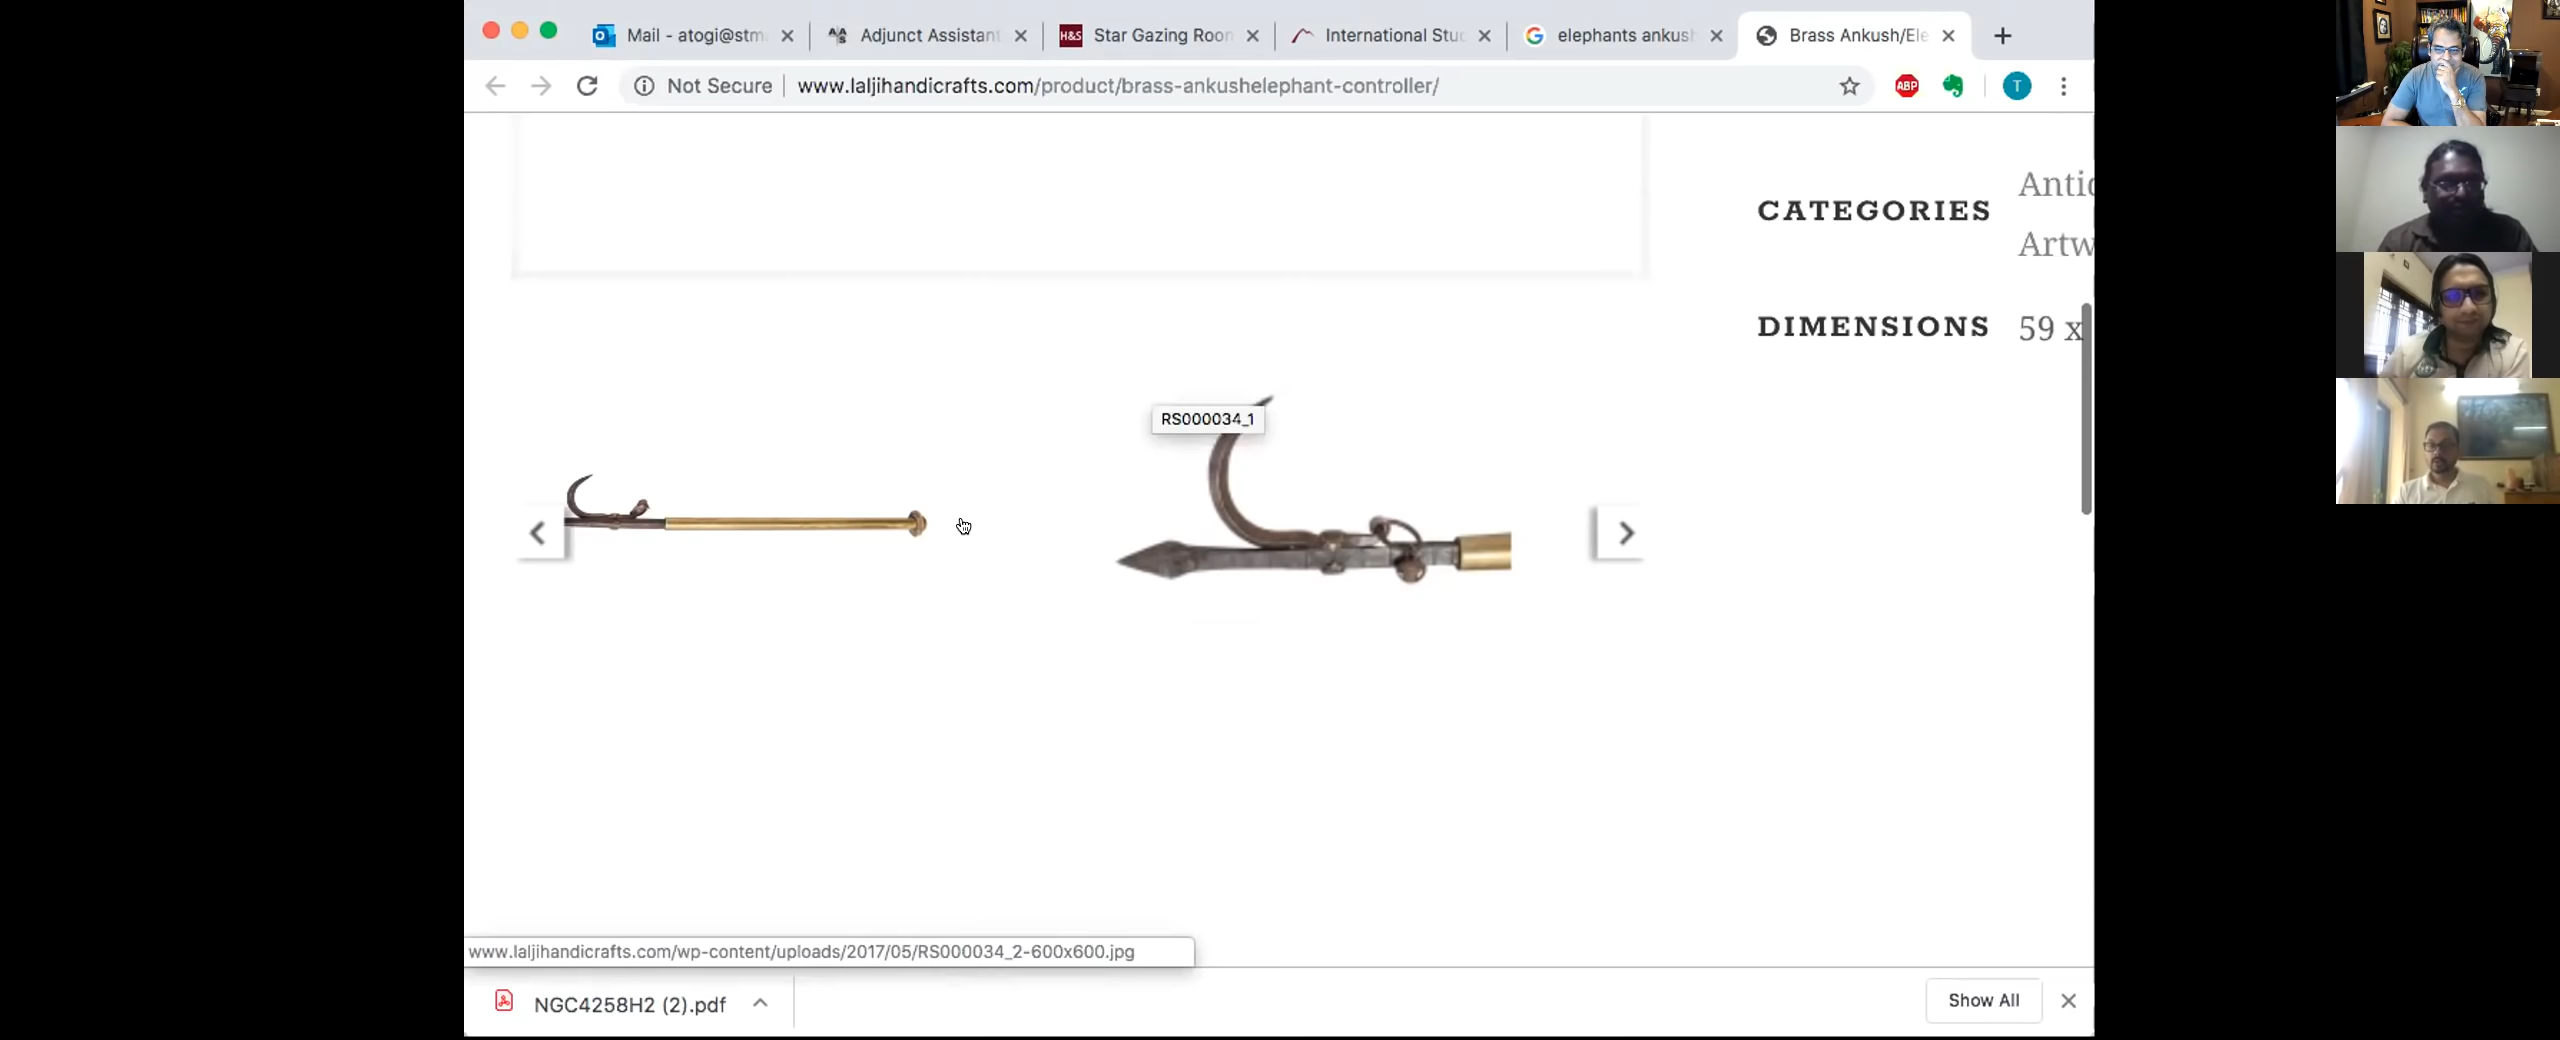 Mail - atogi@stm
Adjunct Assistant
H&S Star Gazing Roon
International Stud
elephants ankush
Brass Ankush/Ele
Not Secure www.laljihandicrafts.com/product/brass-ankushelephant-controller/
ABP
T
CATEGORIES
Antic
Artw
DIMENSIONS 59 x
RS000034_1
www.laljihandicrafts.com/wp-content/uploads/2017/05/RS000034_2-600x600.jpg
NGC4258H2 (2).pdf
Show All